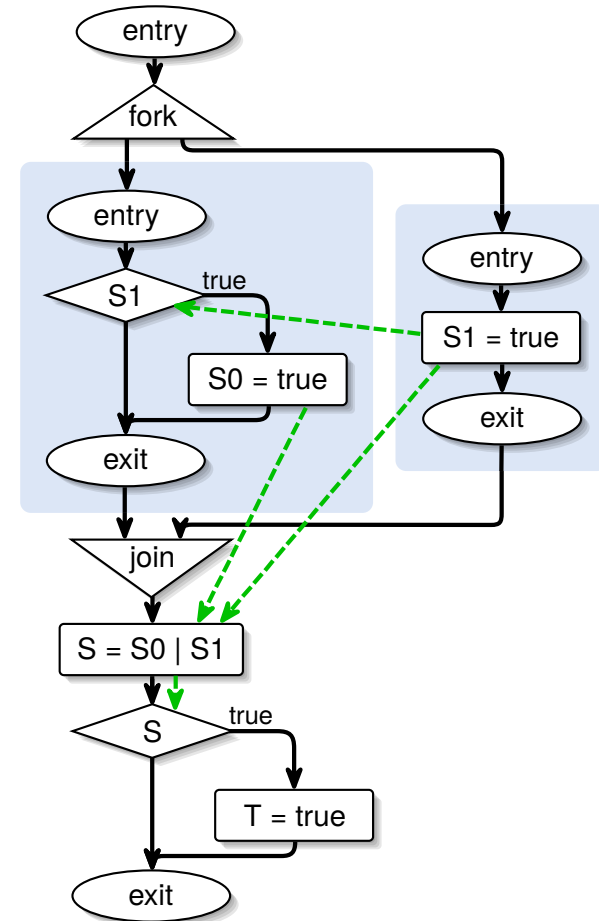 entry
fork
entry
S1
true
S0 = true
exit
entry
S1 = true
exit
join
S = S0 | S1
S
true
T = true
exit